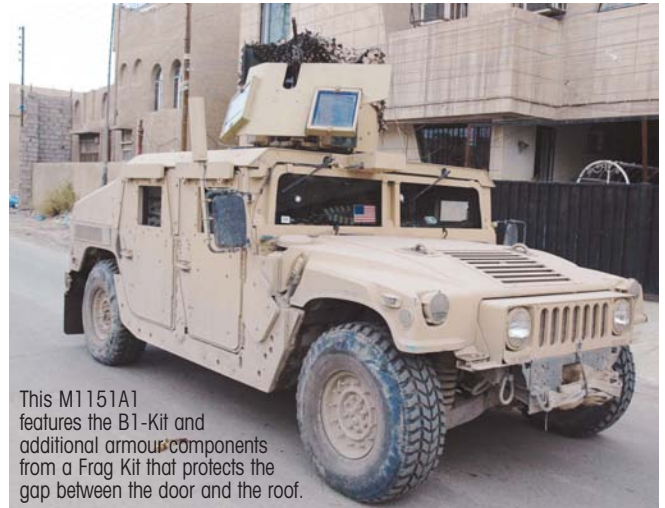 This M1151A1
features the B1-Kit and
additional armour components
from a Frag Kit that protects the
gap between the door and the roof.